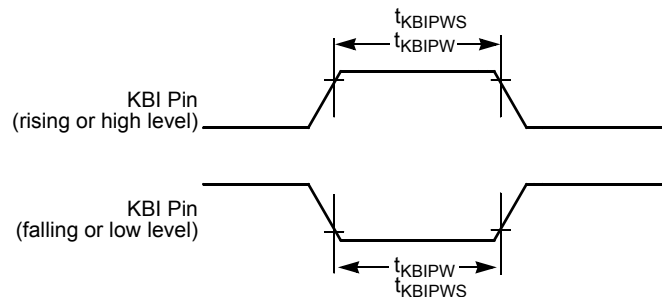 tKBIPWS
tKBIPW
KBI Pin
(rising or high level)
KBI Pin
(falling or low level)
tKBIPW
tKBIPWS